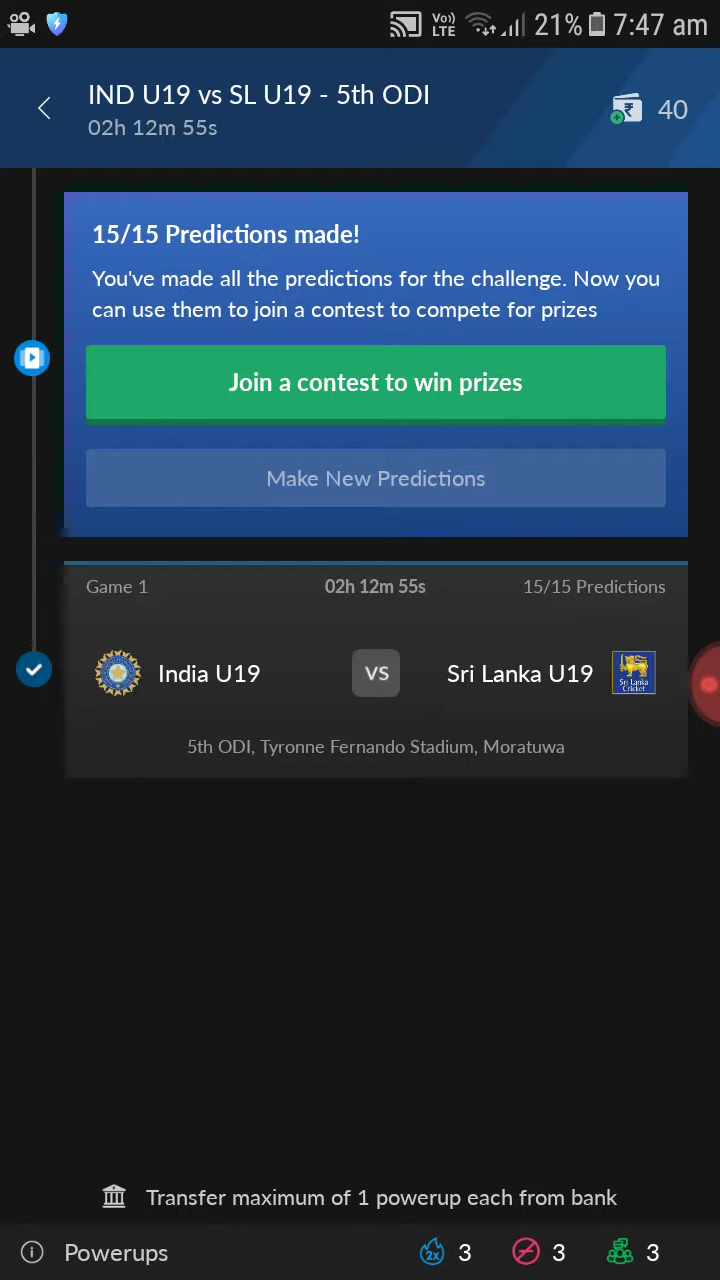 Vo)) LTE 21% 7:47 am
IND U19 vs SL U19 - 5th ODI
02h 12m 55s
₹ 40
15/15 Predictions made!
You've made all the predictions for the challenge. Now you
can use them to join a contest to compete for prizes
Join a contest to win prizes
Make New Predictions
Game 1 02h 12m 55s 15/15 Predictions
India U19 VS Sri Lanka U19 Sri Lanka Cricket
5th ODI, Tyronne Fernando Stadium, Moratuwa
Transfer maximum of 1 powerup each from bank
Powerups 2x 3 3 3